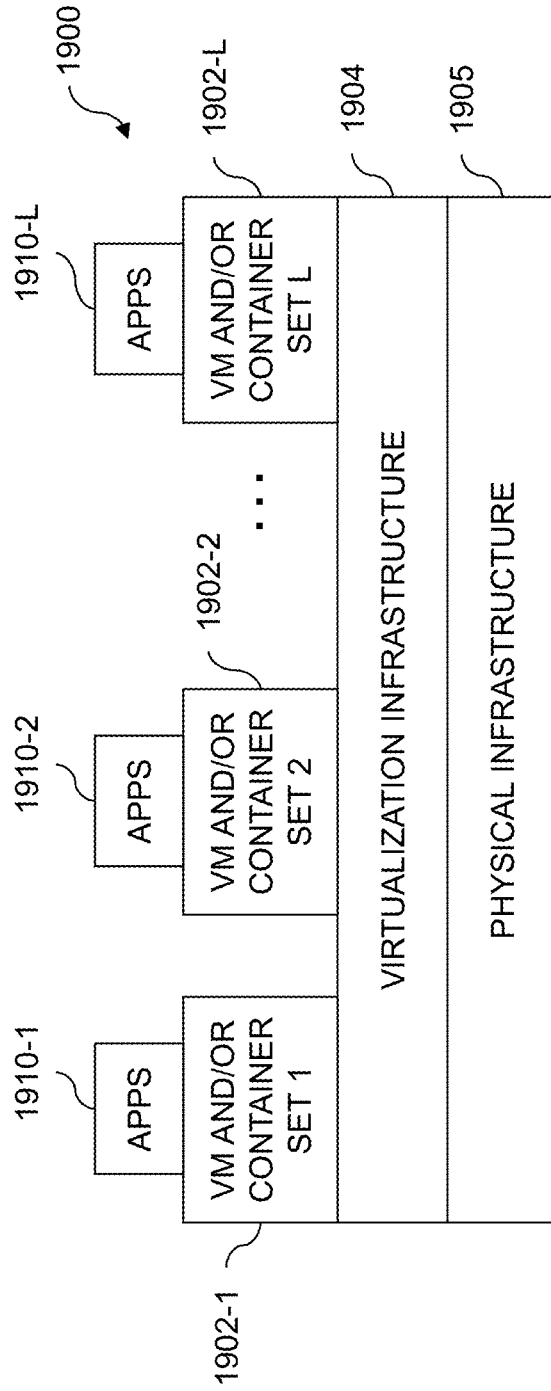 1900
1910-1
1910-2
1910-L
APPS
APPS
APPS
1902-1
VM AND/OR
CONTAINER
SET 1
VM AND/OR
CONTAINER
SET 2
1902-2
. . .
VM AND/OR
CONTAINER
SET L
1902-L
VIRTUALIZATION INFRASTRUCTURE
1904
PHYSICAL INFRASTRUCTURE
1905